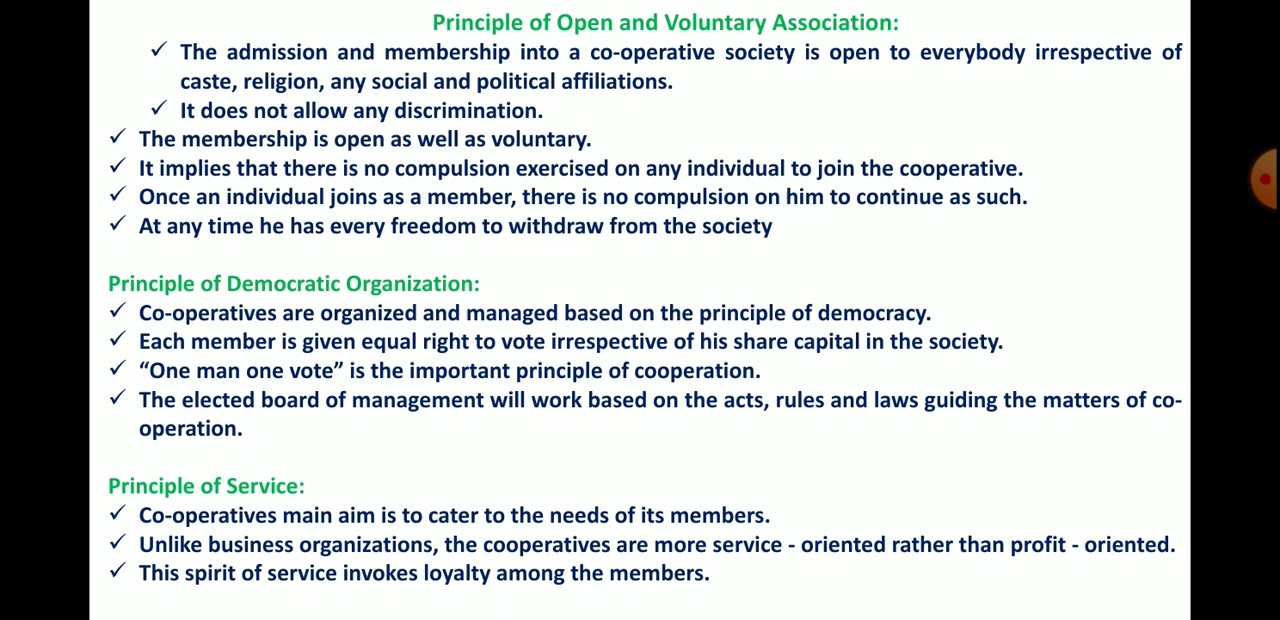 Principle of Open and Voluntary Association:
✓ The admission and membership into a co-operative society is open to everybody irrespective of
caste, religion, any social and political affiliations.
✓ It does not allow any discrimination.
✓ The membership is open as well as voluntary.
✓ It implies that there is no compulsion exercised on any individual to join the cooperative.
✓ Once an individual joins as a member, there is no compulsion on him to continue as such.
✓ At any time he has every freedom to withdraw from the society
Principle of Democratic Organization:
✓ Co-operatives are organized and managed based on the principle of democracy.
✓ Each member is given equal right to vote irrespective of his share capital in the society.
✓ “One man one vote” is the important principle of cooperation.
✓ The elected board of management will work based on the acts, rules and laws guiding the matters of co-
operation.
Principle of Service:
✓ Co-operatives main aim is to cater to the needs of its members.
✓ Unlike business organizations, the cooperatives are more service - oriented rather than profit - oriented.
✓ This spirit of service invokes loyalty among the members.